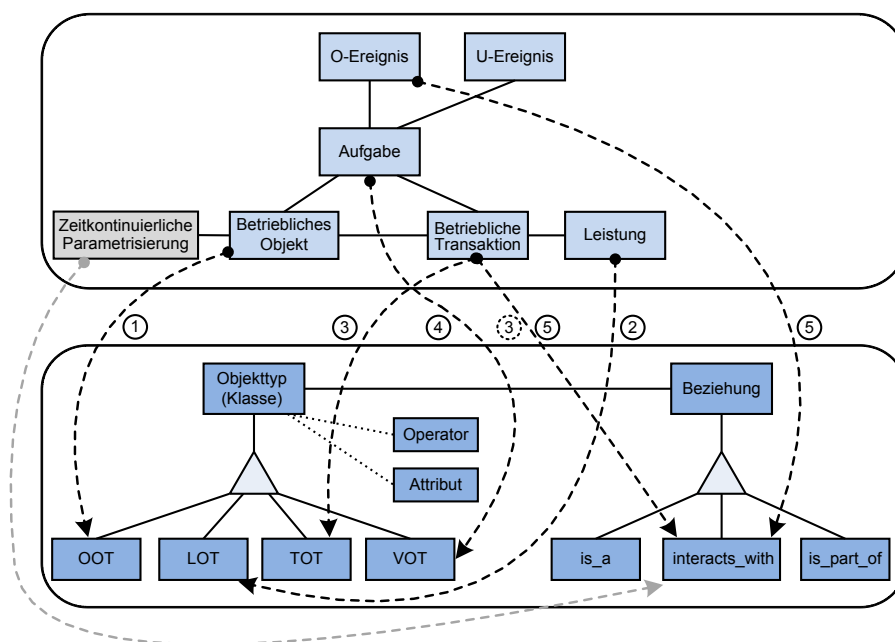 O-Ereignis
U-Ereignis
Aufgabe
Zeitkontinuierliche
Parametrisierung
Betriebliches
Objekt
Betriebliche
Transaktion
Leistung
1
3
4
3
5
2
5
Objekttyp
(Klasse)
Beziehung
Operator
Attribut
OOT
LOT
TOT
VOT
is_a
interacts_with
is_part_of